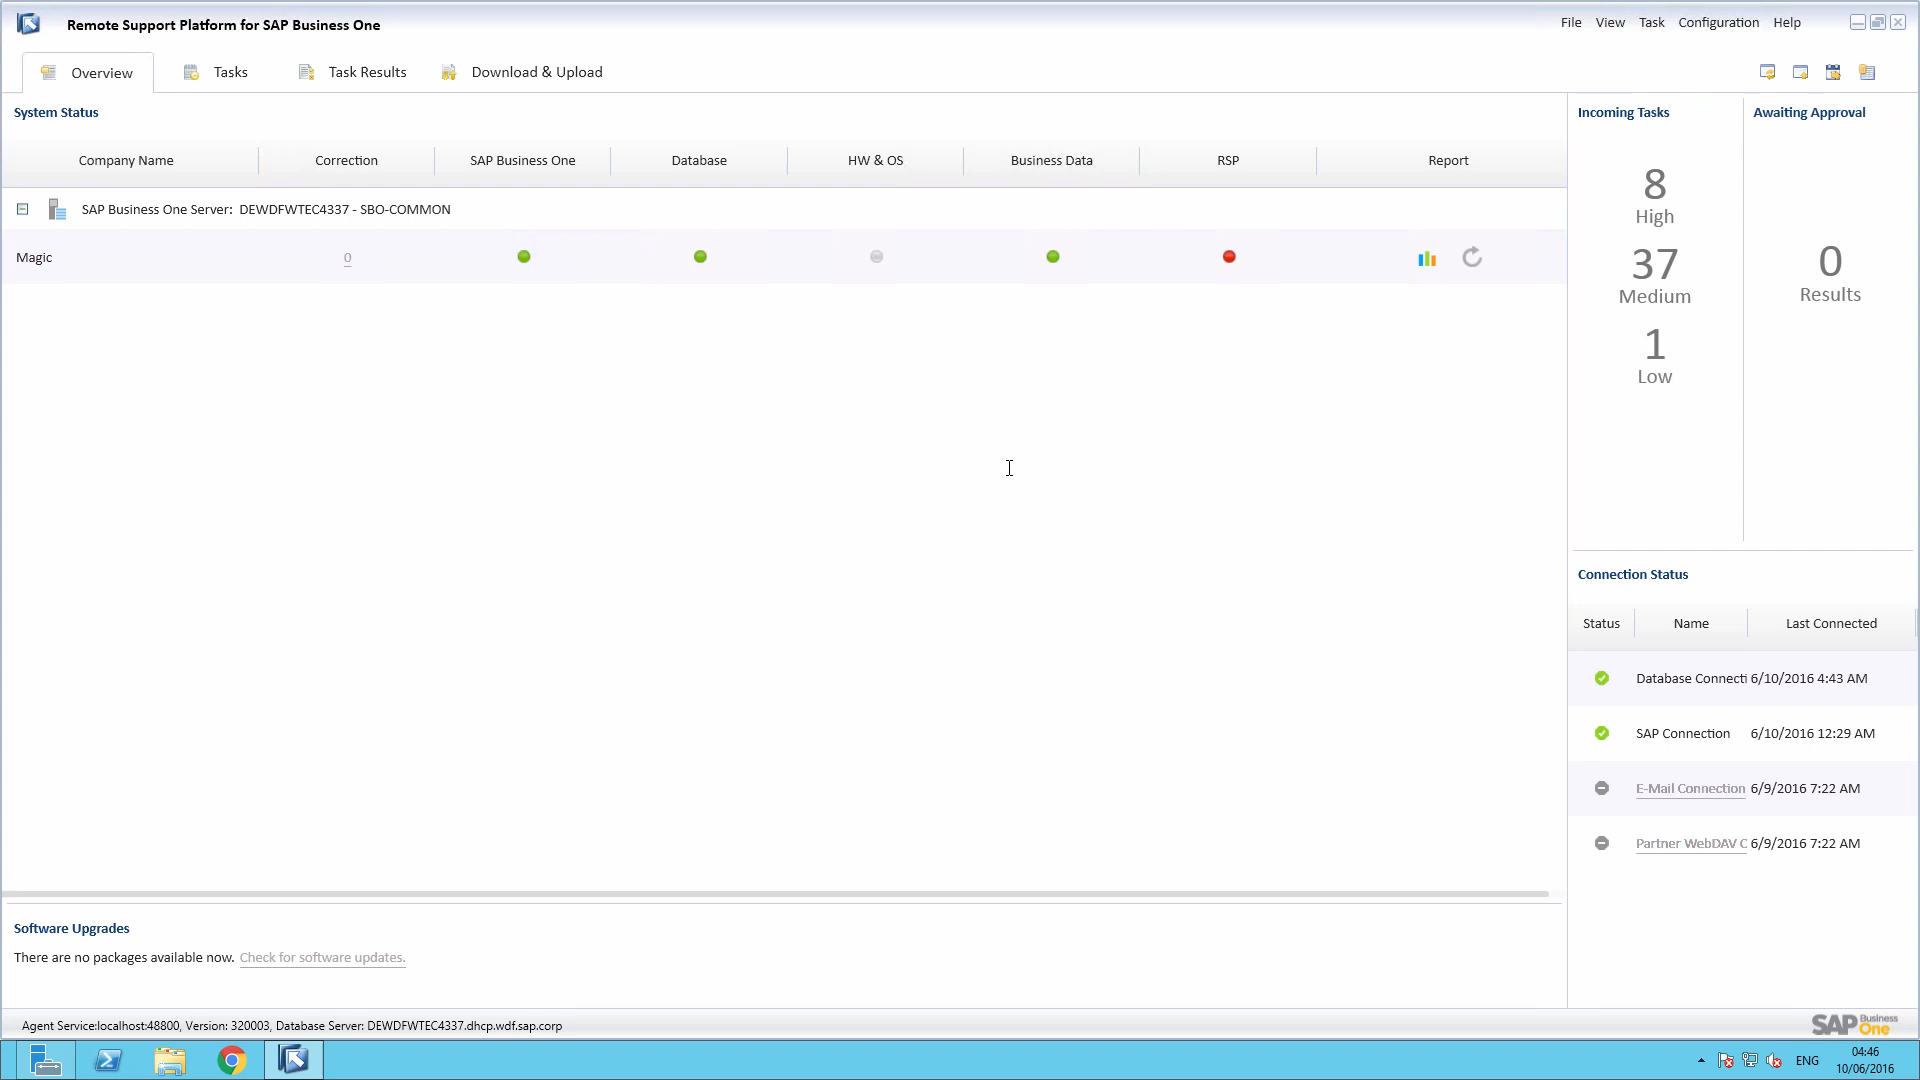 Remote Support Platform for SAP Business One
File View Task Configuration Help
Overview Tasks Task Results Download & Upload
System Status
Company Name Correction SAP Business One Database HW & OS Business Data RSP Report
SAP Business One Server: DEWDFWTEC4337 - SBO-COMMON
Magic 0
Incoming Tasks
8
High
37
Medium
1
Low
Awaiting Approval
0
Results
Connection Status
Status Name Last Connected
Database Connecti 6/10/2016 4:43 AM
SAP Connection 6/10/2016 12:29 AM
E-Mail Connection 6/9/2016 7:22 AM
Partner WebDAV C 6/9/2016 7:22 AM
Software Upgrades
There are no packages available now. Check for software updates.
Agent Service:localhost:48800, Version: 320003, Database Server: DEWDFWTEC4337.dhcp.wdf.sap.corp
SAP Business One
ENG
04:46
10/06/2016